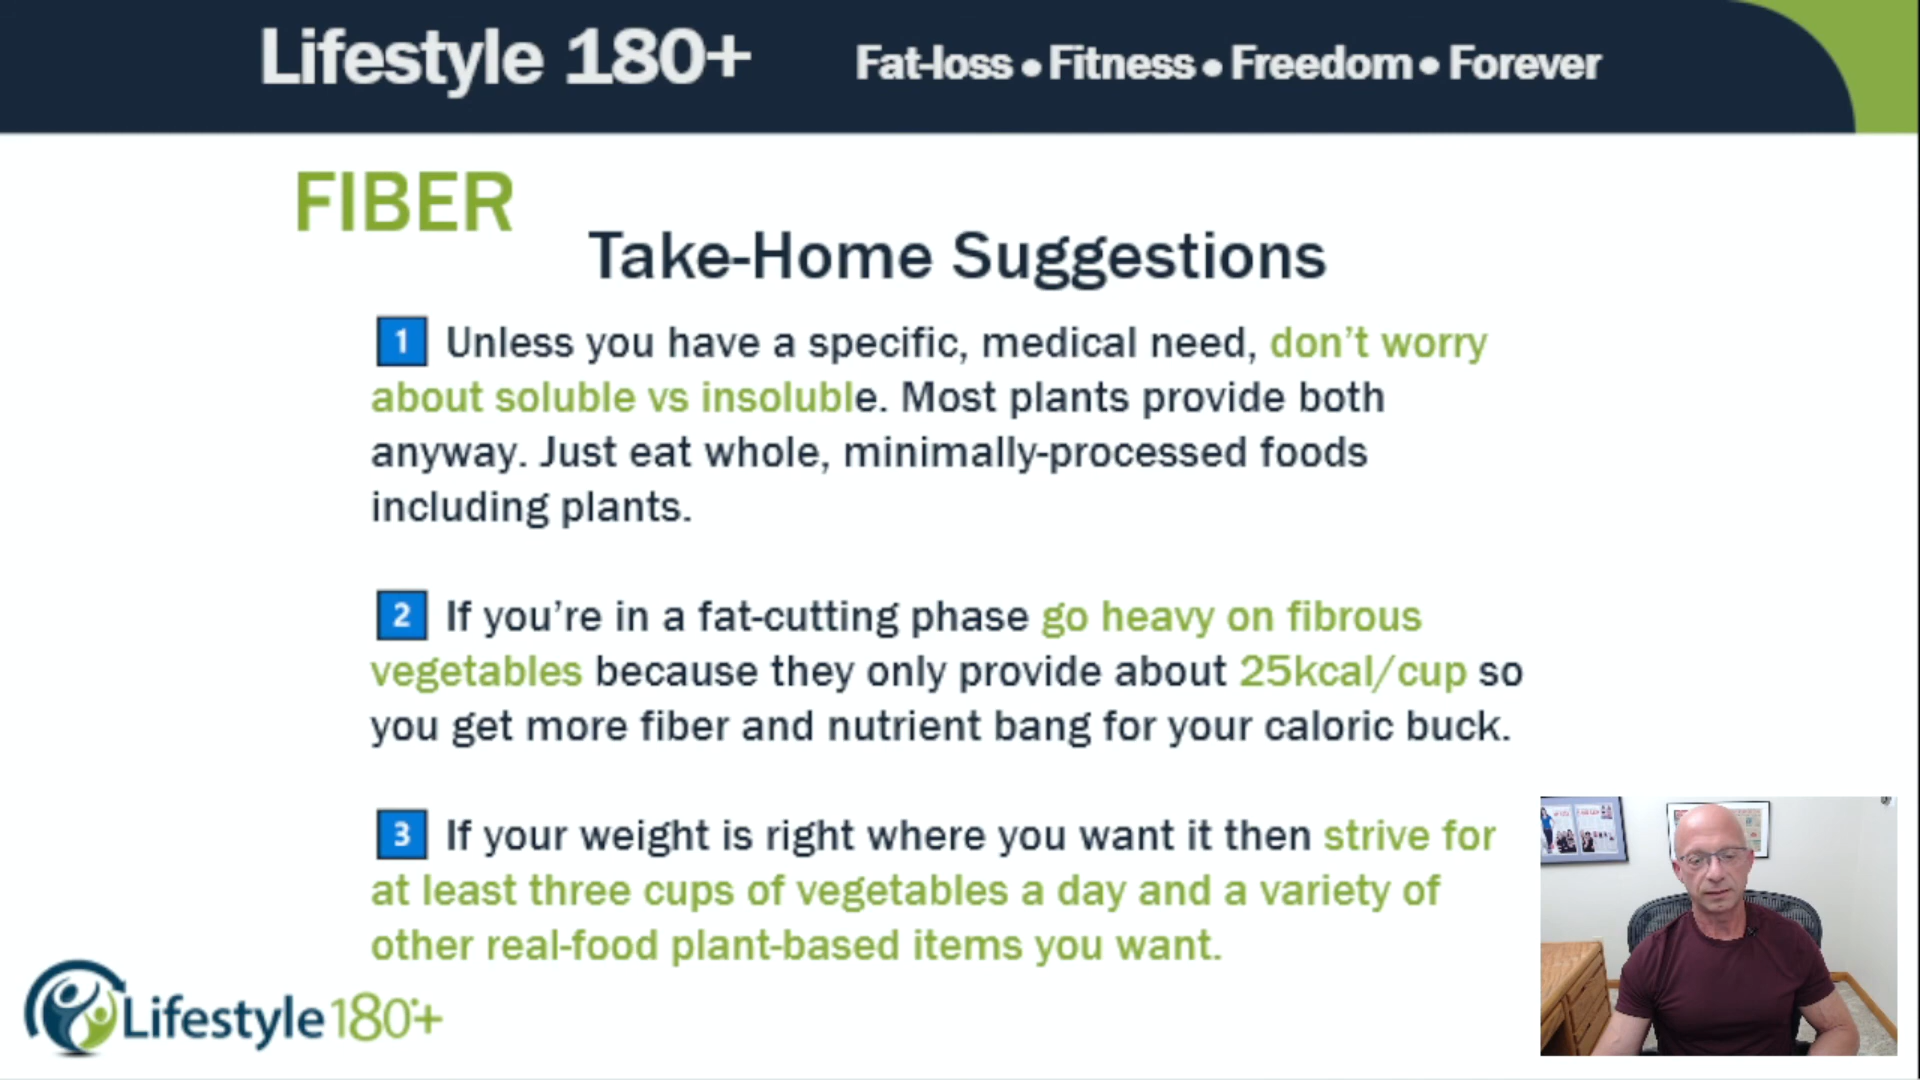 Lifestyle 180+
Fat-loss • Fitness • Freedom • Forever
FIBER
Take-Home Suggestions
1 Unless you have a specific, medical need, don't worry
about soluble vs insoluble. Most plants provide both
anyway. Just eat whole, minimally-processed foods
including plants.
2 If you're in a fat-cutting phase go heavy on fibrous
vegetables because they only provide about 25kcal/cup so
you get more fiber and nutrient bang for your caloric buck.
3 If your weight is right where you want it then strive for
at least three cups of vegetables a day and a variety of
other real-food plant-based items you want.
Lifestyle180+